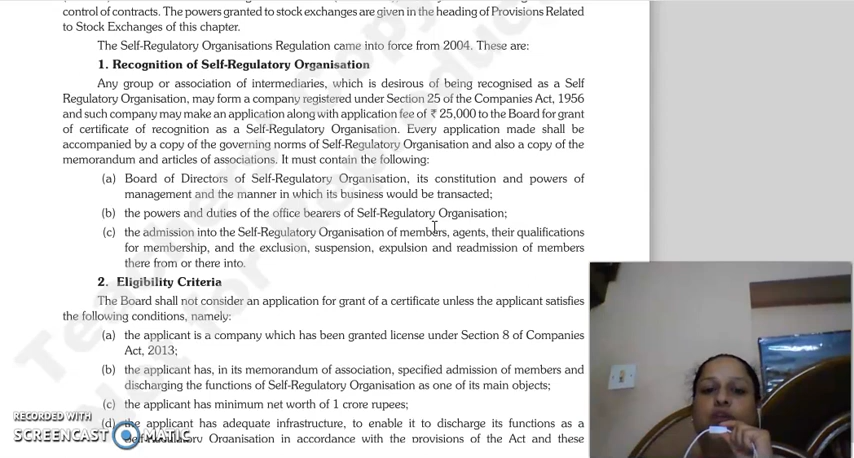 control of contracts. The powers granted to stock exchanges are given in the heading of Provisions Related
to Stock Exchanges of this chapter.
The Self-Regulatory Organisations Regulation came into force from 2004. These are:
1. Recognition of Self-Regulatory Organisation
Any group or association of intermediaries, which is desirous of being recognised as a Self
Regulatory Organisation, may form a company registered under Section 25 of the Companies Act, 1956
and such company may make an application along with application fee of ₹ 25,000 to the Board for grant
of certificate of recognition as a Self-Regulatory Organisation. Every application made shall be
accompanied by a copy of the governing norms of Self-Regulatory Organisation and also a copy of the
memorandum and articles of associations. It must contain the following:
(a) Board of Directors of Self-Regulatory Organisation, its constitution and powers of
management and the manner in which its business would be transacted;
(b) the powers and duties of the office bearers of Self-Regulatory Organisation;
(c) the admission into the Self-Regulatory Organisation of members, agents, their qualifications
for membership, and the exclusion, suspension, expulsion and readmission of members
there from or there into.
2. Eligibility Criteria
The Board shall not consider an application for grant of a certificate unless the applicant satisfies
the following conditions, namely:
(a) the applicant is a company which has been granted license under Section 8 of Companies
Act, 2013;
(b) the applicant has, in its memorandum of association, specified admission of members and
discharging the functions of Self-Regulatory Organisation as one of its main objects;
(c) the applicant has minimum net worth of 1 crore rupees;
(d) the applicant has adequate infrastructure, to enable it to discharge its functions as a
Self-Regulatory Organisation in accordance with the provisions of the Act and these
RECORDED WITH
SCREENCAST MATIC